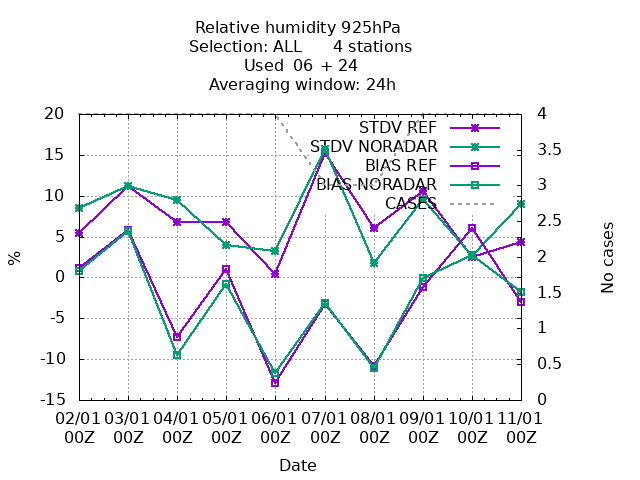 Relative humidity 925hPa
Selection: ALL 4 stations
Used 06 + 24
Averaging window: 24h
STDV REF
STDV NORADAR
BIAS REF
BIAS NORADAR
CASES
20
15
10
5
0
-5
-10
-15
%
4
3.5
3
2.5
2
1.5
1
0.5
0
No cases
02/01 03/01 04/01 05/01 06/01 07/01 08/01 09/01 10/01 11/01
00Z 00Z 00Z 00Z 00Z 00Z 00Z 00Z 00Z 00Z
Date